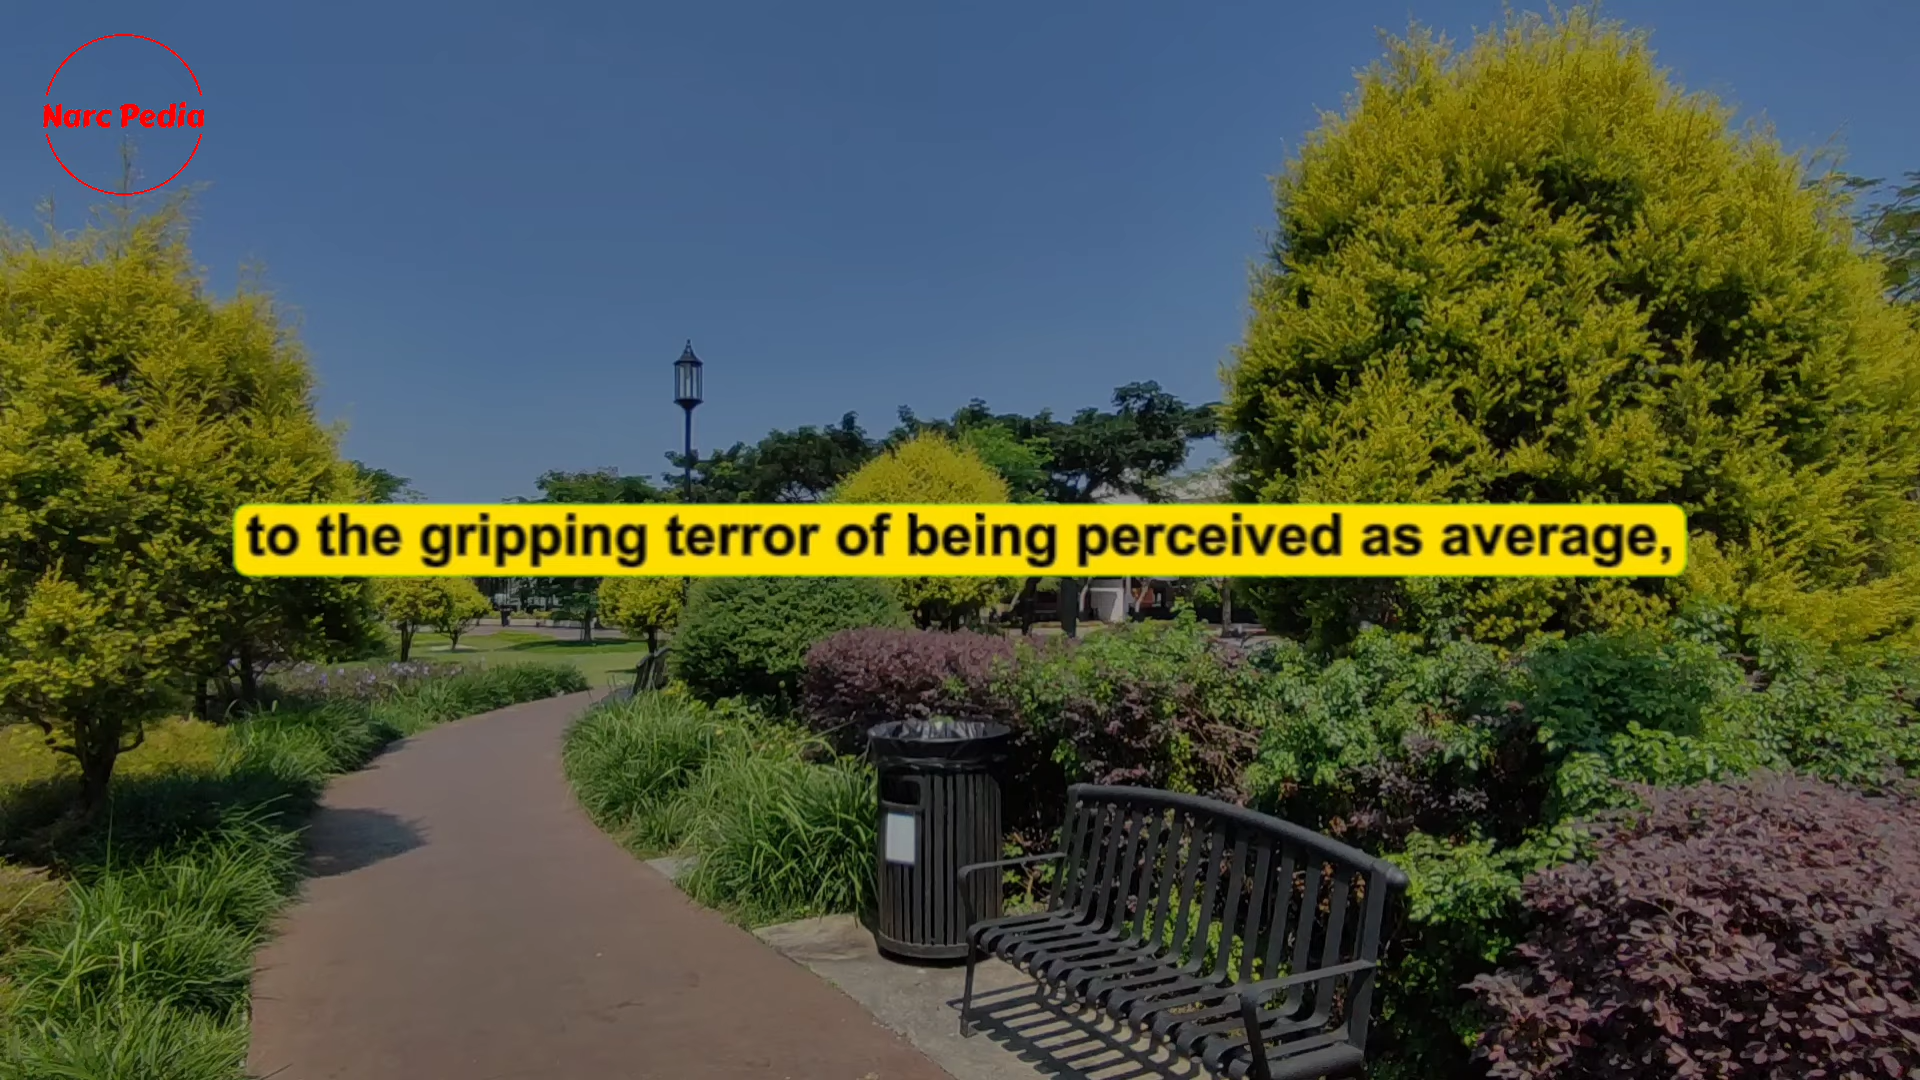 Narc Pedia
to the gripping terror of being perceived as average,